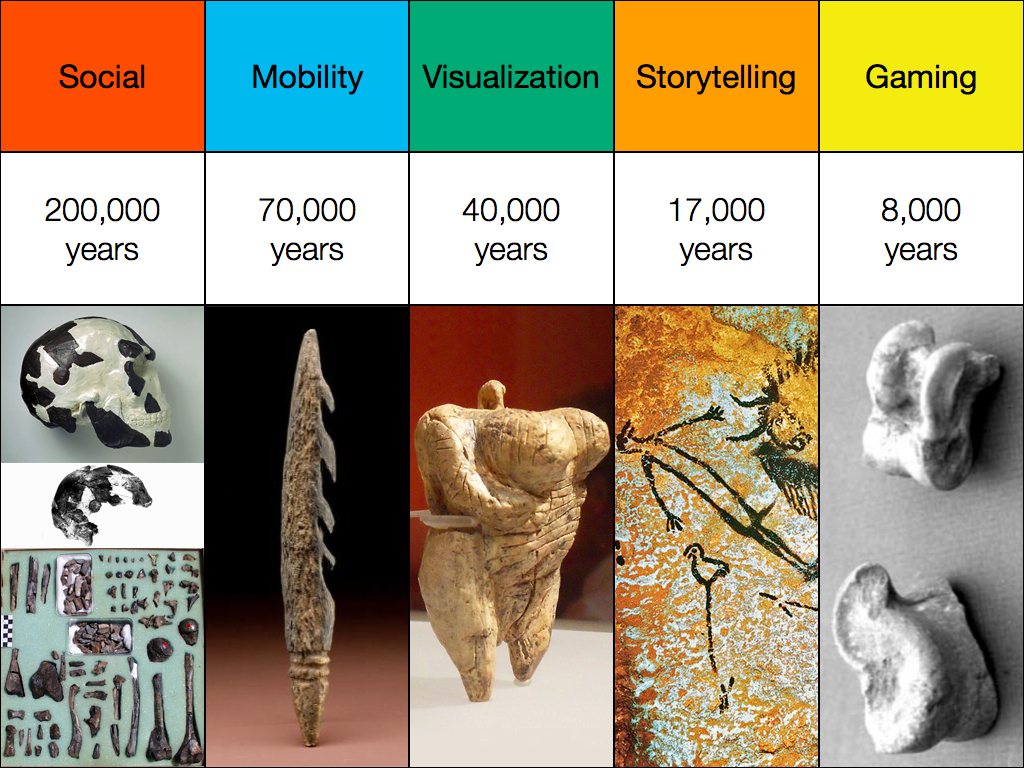 Social
Mobility
Visualization
Storytelling
Gaming
200,000
years
70,000
years
40,000
years
17,000
years
8,000
years